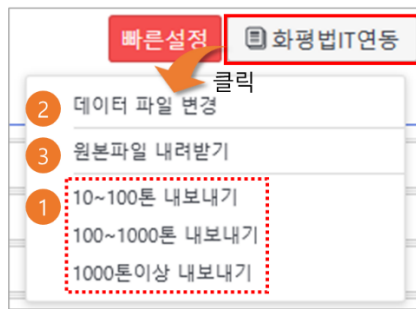 빠른설정 화평법IT연동
클릭
2 데이터 파일 변경
3 원본파일 내려받기
1 10~100톤 내보내기
100~1000톤 내보내기
1000톤이상 내보내기